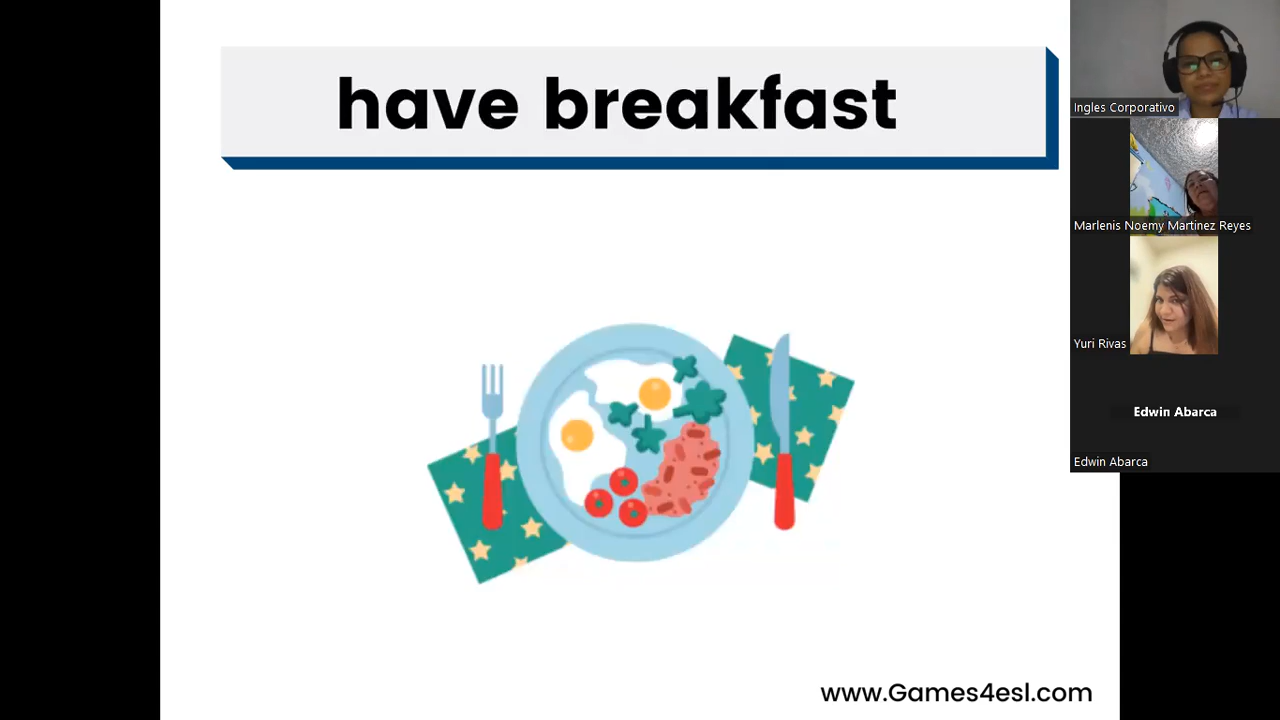 have breakfast
Ingles Corporativo
Marlenis Noemy Martinez Reyes
Yuri Rivas
Edwin Abarca
Edwin Abarca
www.Games4esl.com